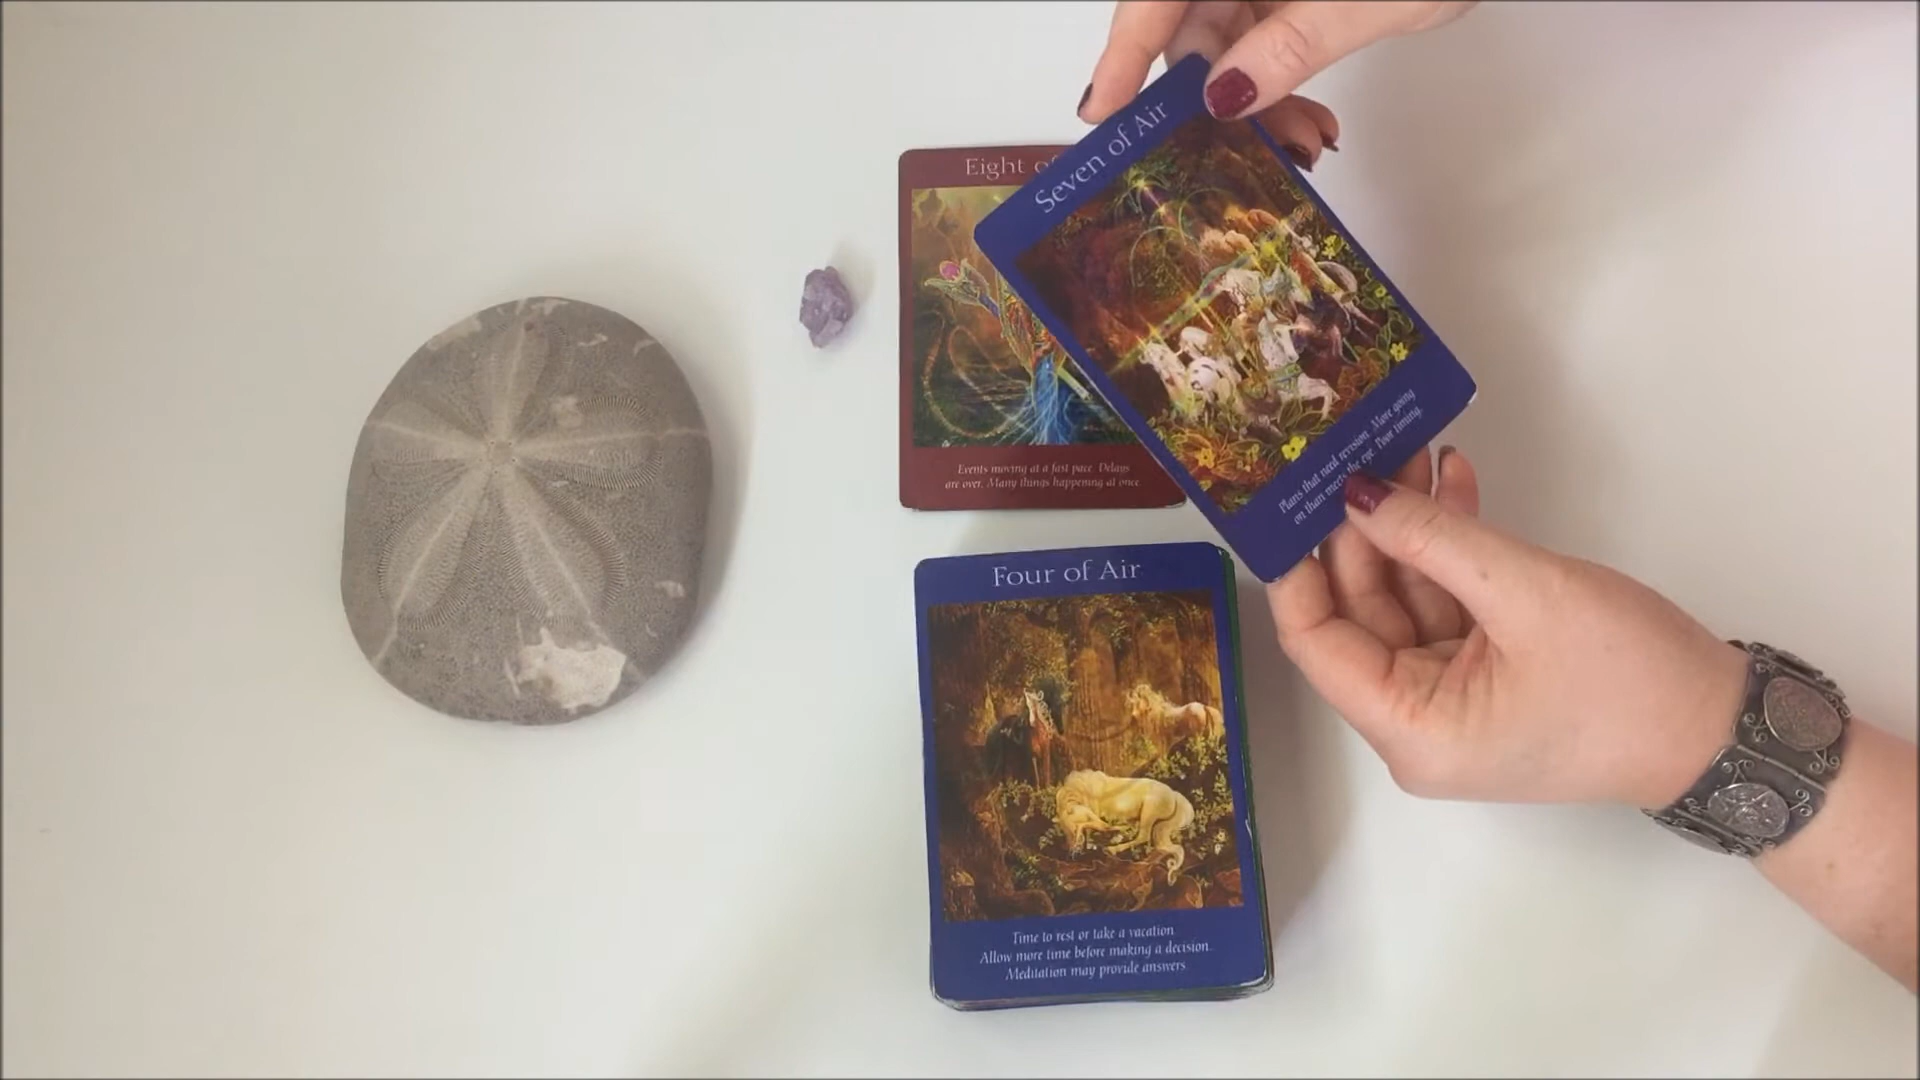 Eight of
Events moving at a fast pace. Delays
are over. Many things happening at once.
Seven of Air
Plans that need revision. More going
on than meets the eye. Poor timing.
Four of Air
Time to rest or take a vacation.
Allow more time before making a decision.
Meditation may provide answers.